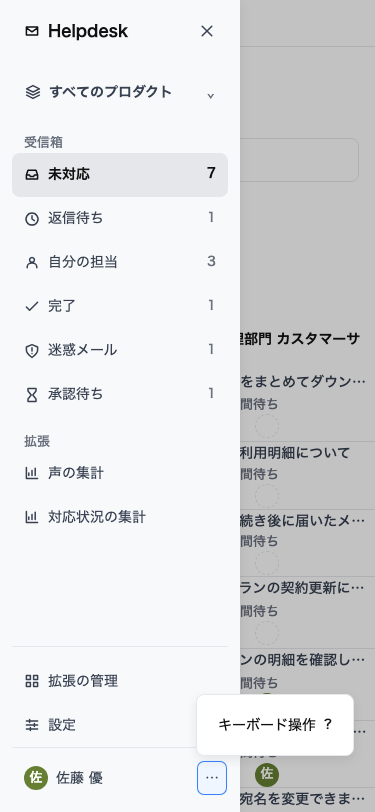 Helpdesk
すべてのプロダクト
受信箱
未対応 7
返信待ち 1
自分の担当 3
完了 1
迷惑メール 1
承認待ち 1
拡張
声の集計
対応状況の集計
拡張の管理
設定
佐 佐藤 優
…
キーボード操作 ?
部門 カスタマーサ
をまとめてダウン…
間待ち
利用明細について
間待ち
続き後に届いたメ…
間待ち
ランの契約更新に…
間待ち
ンの明細を確認し…
間待ち
佐
宛名を変更できま…